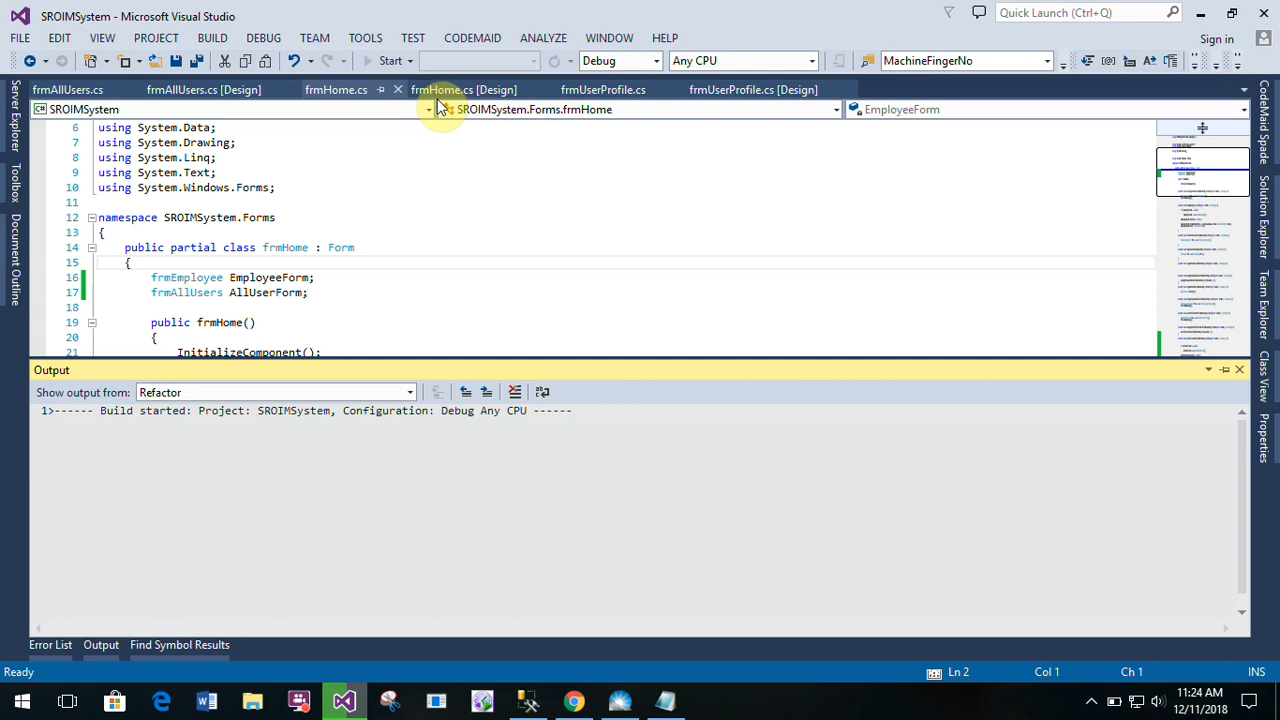 SROIMSystem - Microsoft Visual Studio
Quick Launch (Ctrl+Q)
FILE EDIT VIEW PROJECT BUILD DEBUG TEAM TOOLS TEST CODEMAID ANALYZE WINDOW HELP
Sign in
Start Debug Any CPU MachineFingerNo
frmAllUsers.cs frmAllUsers.cs [Design] frmHome.cs frmHome.cs [Design] frmUserProfile.cs frmUserProfile.cs [Design]
SROIMSystem SROIMSystem.Forms.frmHome EmployeeForm
Server Explorer
Toolbox
Document Outline
6 using System.Data;
7 using System.Drawing;
8 using System.Linq;
9 using System.Text;
10 using System.Windows.Forms;
11
12 namespace SROIMSystem.Forms
13 {
14 public partial class frmHome : Form
15 {
16 frmEmployee EmployeeForm;
17 frmAllUsers AllUserForm;
18
19 public frmHome()
20 {
21 InitializeComponent();
CodeMaid Spade
Solution Explorer
Team Explorer
Class View
Properties
Output
Show output from: Refactor
1>------ Build started: Project: SROIMSystem, Configuration: Debug Any CPU ------
Error List Output Find Symbol Results
Ready Ln 2 Col 1 Ch 1 INS
11:24 AM
12/11/2018